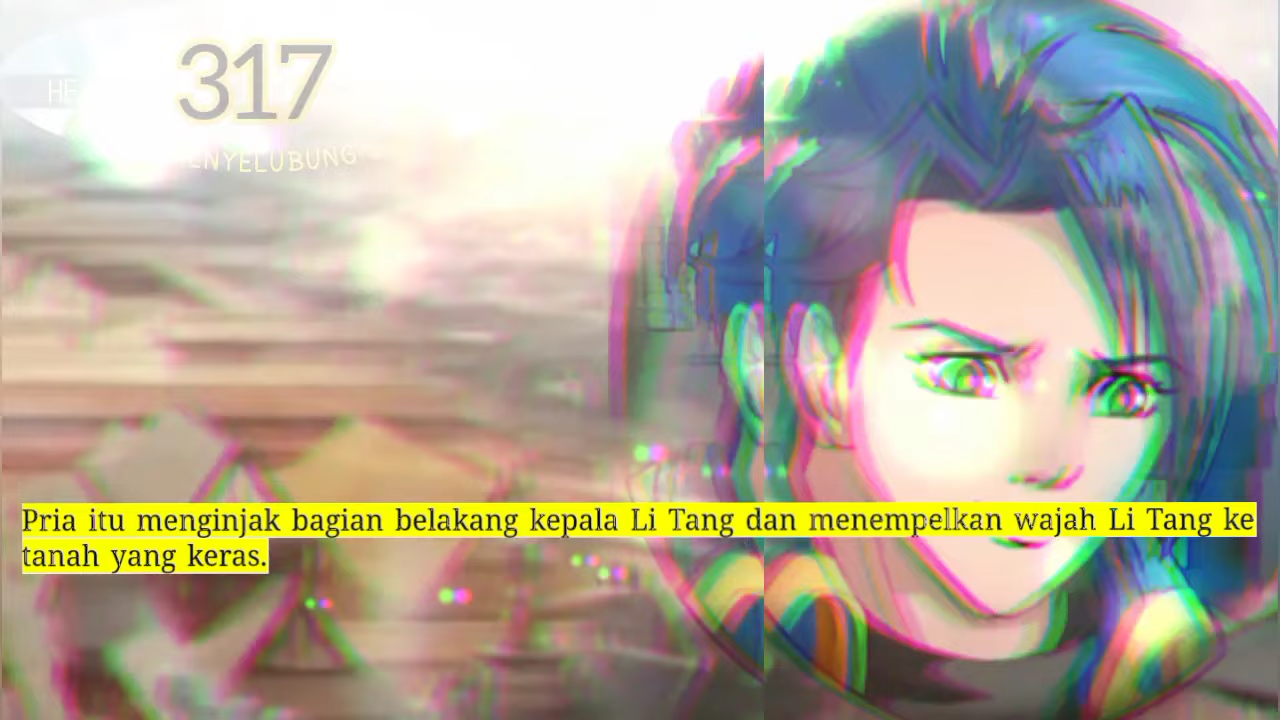 HE
317
ENYELUBUNG
Pria itu menginjak bagian belakang kepala Li Tang dan menempelkan wajah Li Tang ke
tanah yang keras.